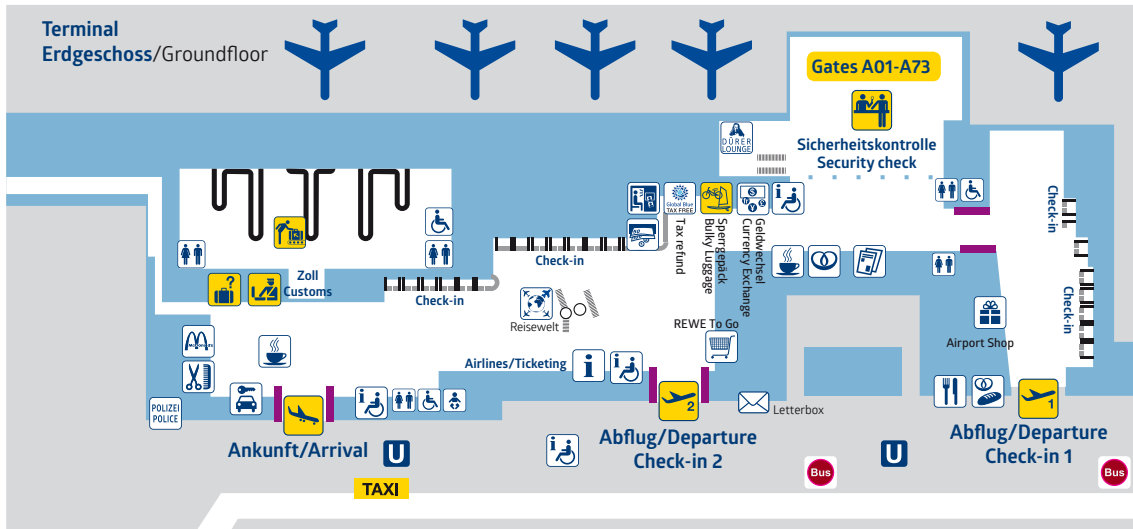 Terminal
Erdgeschoss/Groundfloor
Gates A01-A73
Sicherheitskontrolle
Security check
DÜRER
LOUNGE
Global Blue
TAX FREE
Tax refund
Sperrgepäck
Bulky Luggage
Geldwechsel
Currency Exchange
i
Check-in
Check-in
Check-in
Check-in
Zoll
Customs
?
Reisewelt
REWE To Go
Airlines/Ticketing
i
i
Airport Shop
McDonald's
POLIZEI
POLICE
i
2
Letterbox
1
Ankunft/Arrival
U
TAXI
i
Abflug/Departure
Check-in 2
Bus
U
Abflug/Departure
Check-in 1
Bus